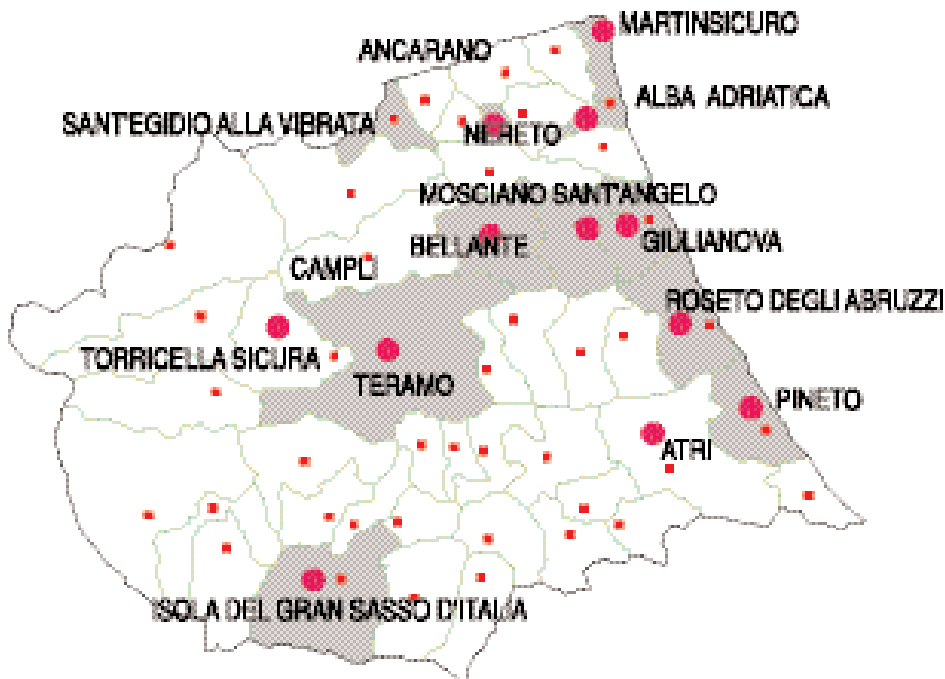 MARTINSICURO
ANCARANO
ALBA ADRIATICA
SANT'EGIDIO ALLA VIBRATA
NERETO
MOSCIANO SANT'ANGELO
BELLANTE
GIULIANOVA
CAMPLI
ROSETO DEGLI ABRUZZI
TORRICELLA SICURA
TERAMO
PINETO
ATRI
ISOLA DEL GRAN SASSO D'ITALIA